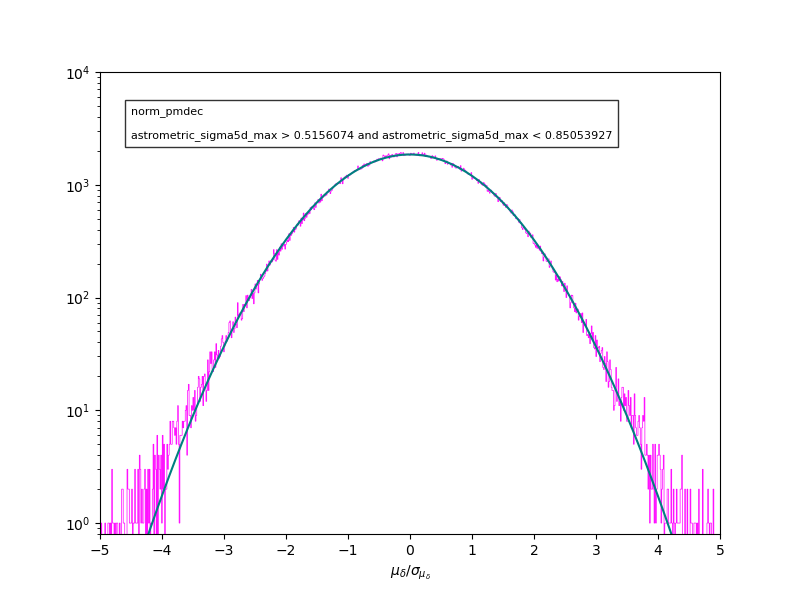 10⁴
norm_pmdec
astrometric_sigma5d_max > 0.5156074 and astrometric_sigma5d_max < 0.85053927
10³
10²
10¹
10⁰
−5 −4 −3 −2 −1 0 1 2 3 4 5
μδ/σμδ